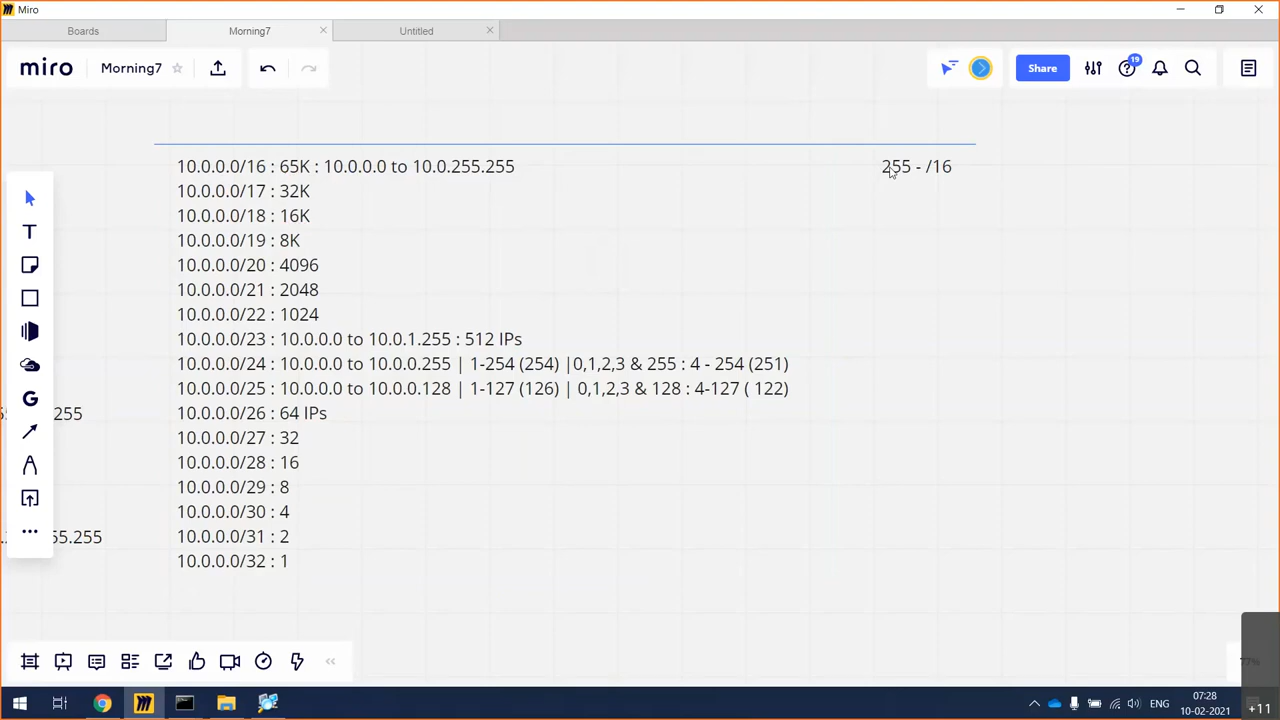 Miro
Boards
Morning7
Untitled
miro
Morning7
Share
19
10.0.0.0/16 : 65K : 10.0.0.0 to 10.0.255.255
255 - /16
10.0.0.0/17 : 32K
10.0.0.0/18 : 16K
10.0.0.0/19 : 8K
10.0.0.0/20 : 4096
10.0.0.0/21 : 2048
10.0.0.0/22 : 1024
10.0.0.0/23 : 10.0.0.0 to 10.0.1.255 : 512 IPs
10.0.0.0/24 : 10.0.0.0 to 10.0.0.255 | 1-254 (254) |0,1,2,3 & 255 : 4 - 254 (251)
10.0.0.0/25 : 10.0.0.0 to 10.0.0.128 | 1-127 (126) | 0,1,2,3 & 128 : 4-127 ( 122)
255
10.0.0.0/26 : 64 IPs
10.0.0.0/27 : 32
10.0.0.0/28 : 16
10.0.0.0/29 : 8
10.0.0.0/30 : 4
55.255
10.0.0.0/31 : 2
10.0.0.0/32 : 1
ENG
07:28
10-02-2021
+11